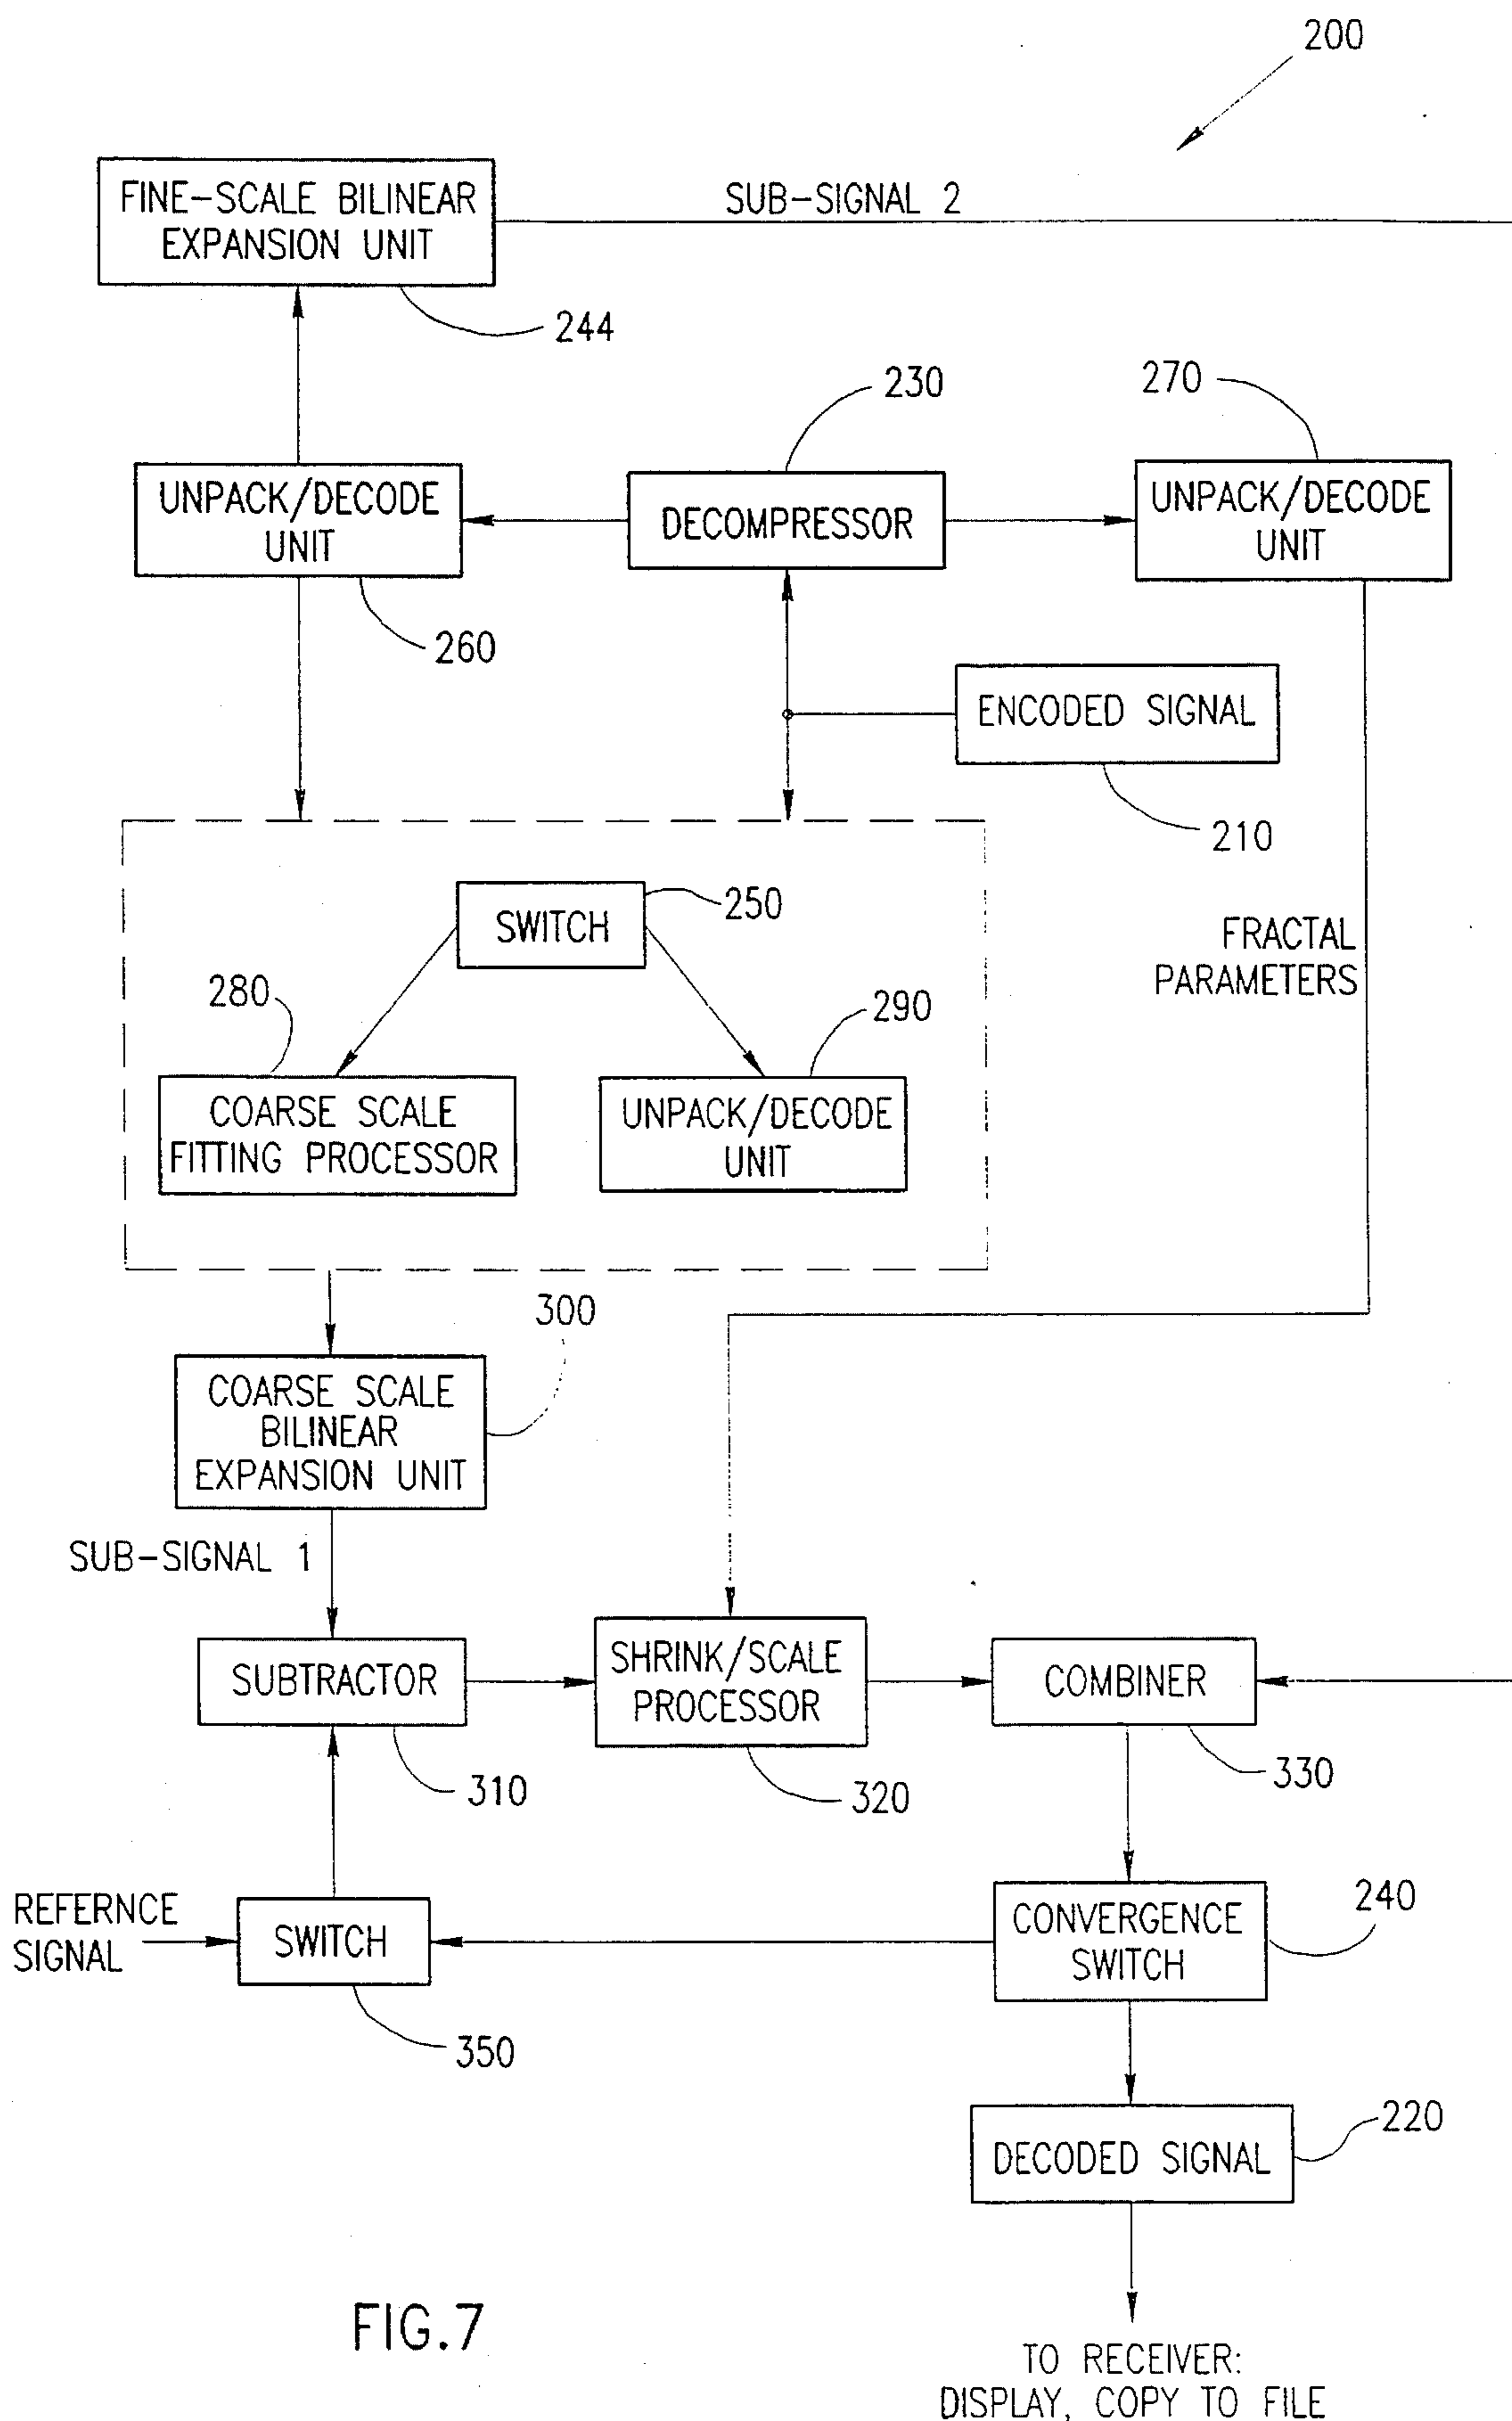 200
FINE-SCALE BILINEAR
EXPANSION UNIT
SUB-SIGNAL 2
244
230
270
UNPACK/DECODE
UNIT
DECOMPRESSOR
UNPACK/DECODE
UNIT
260
ENCODED SIGNAL
210
SWITCH
250
FRACTAL
PARAMETERS
280
290
COARSE SCALE
FITTING PROCESSOR
UNPACK/DECODE
UNIT
300
COARSE SCALE
BILINEAR
EXPANSION UNIT
SUB-SIGNAL 1
SUBTRACTOR
SHRINK/SCALE
PROCESSOR
COMBINER
310
320
330
REFERNCE
SIGNAL
SWITCH
CONVERGENCE
SWITCH
240
350
220
DECODED SIGNAL
FIG.7
TO RECEIVER:
DISPLAY, COPY TO FILE